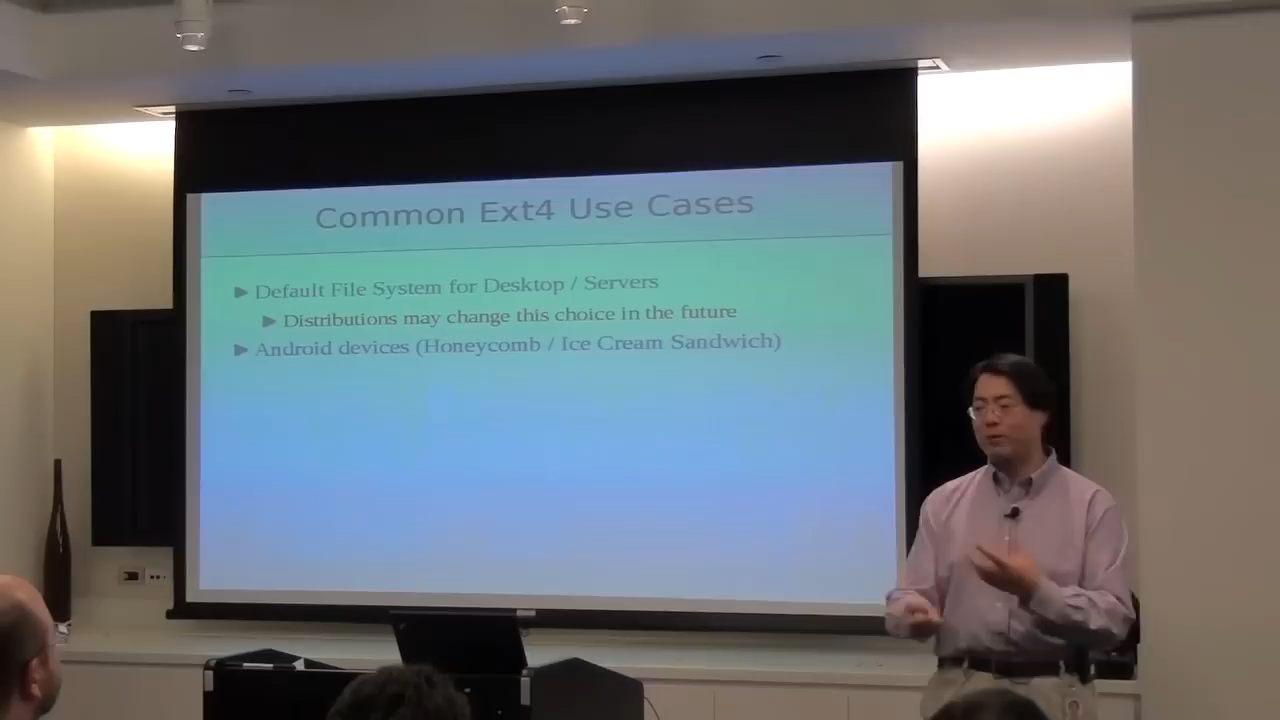 Common Ext4 Use Cases
Default File System for Desktop / Servers
Distributions may change this choice in the future
Android devices (Honeycomb / Ice Cream Sandwich)